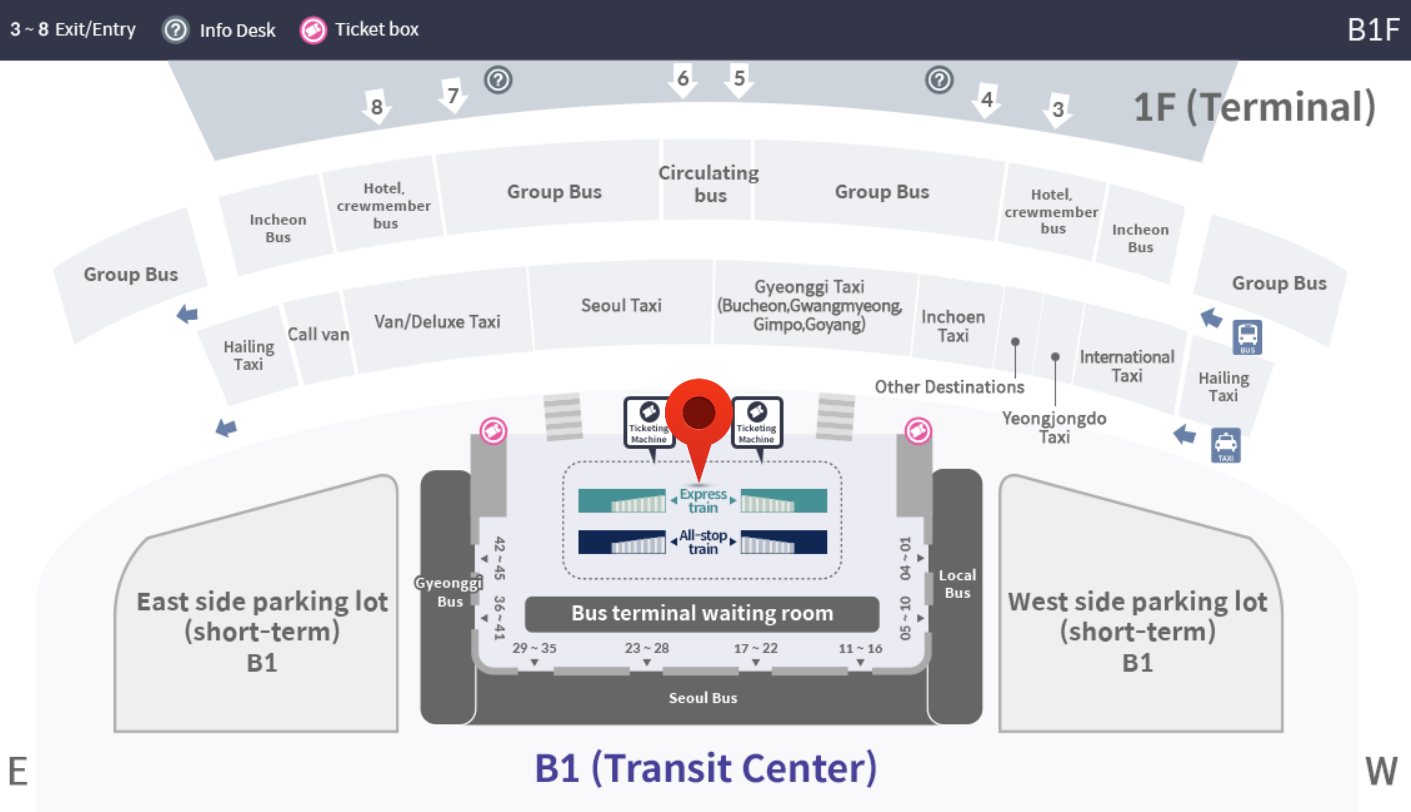 3 ~ 8 Exit/Entry
Info Desk
Ticket box
B1F
8
7
6
5
4
3
1F (Terminal)
Group Bus
Incheon
Bus
Hotel,
crewmember
bus
Group Bus
Circulating
bus
Group Bus
Hotel,
crewmember
bus
Incheon
Bus
Group Bus
BUS
Hailing
Taxi
Call van
Van/Deluxe Taxi
Seoul Taxi
Gyeonggi Taxi
(Bucheon,Gwangmyeong,
Gimpo,Goyang)
Inchoen
Taxi
Other Destinations
Yeongjongdo
Taxi
International
Taxi
Hailing
Taxi
TAXI
Ticketing
Machine
Ticketing
Machine
Express
train
All-stop
train
42 ~ 45
36 ~ 41
04 ~ 01
05 ~ 10
Gyeonggi
Bus
Local
Bus
Bus terminal waiting room
29 ~ 35
23 ~ 28
17 ~ 22
11 ~ 16
Seoul Bus
East side parking lot
(short-term)
B1
West side parking lot
(short-term)
B1
E
B1 (Transit Center)
W